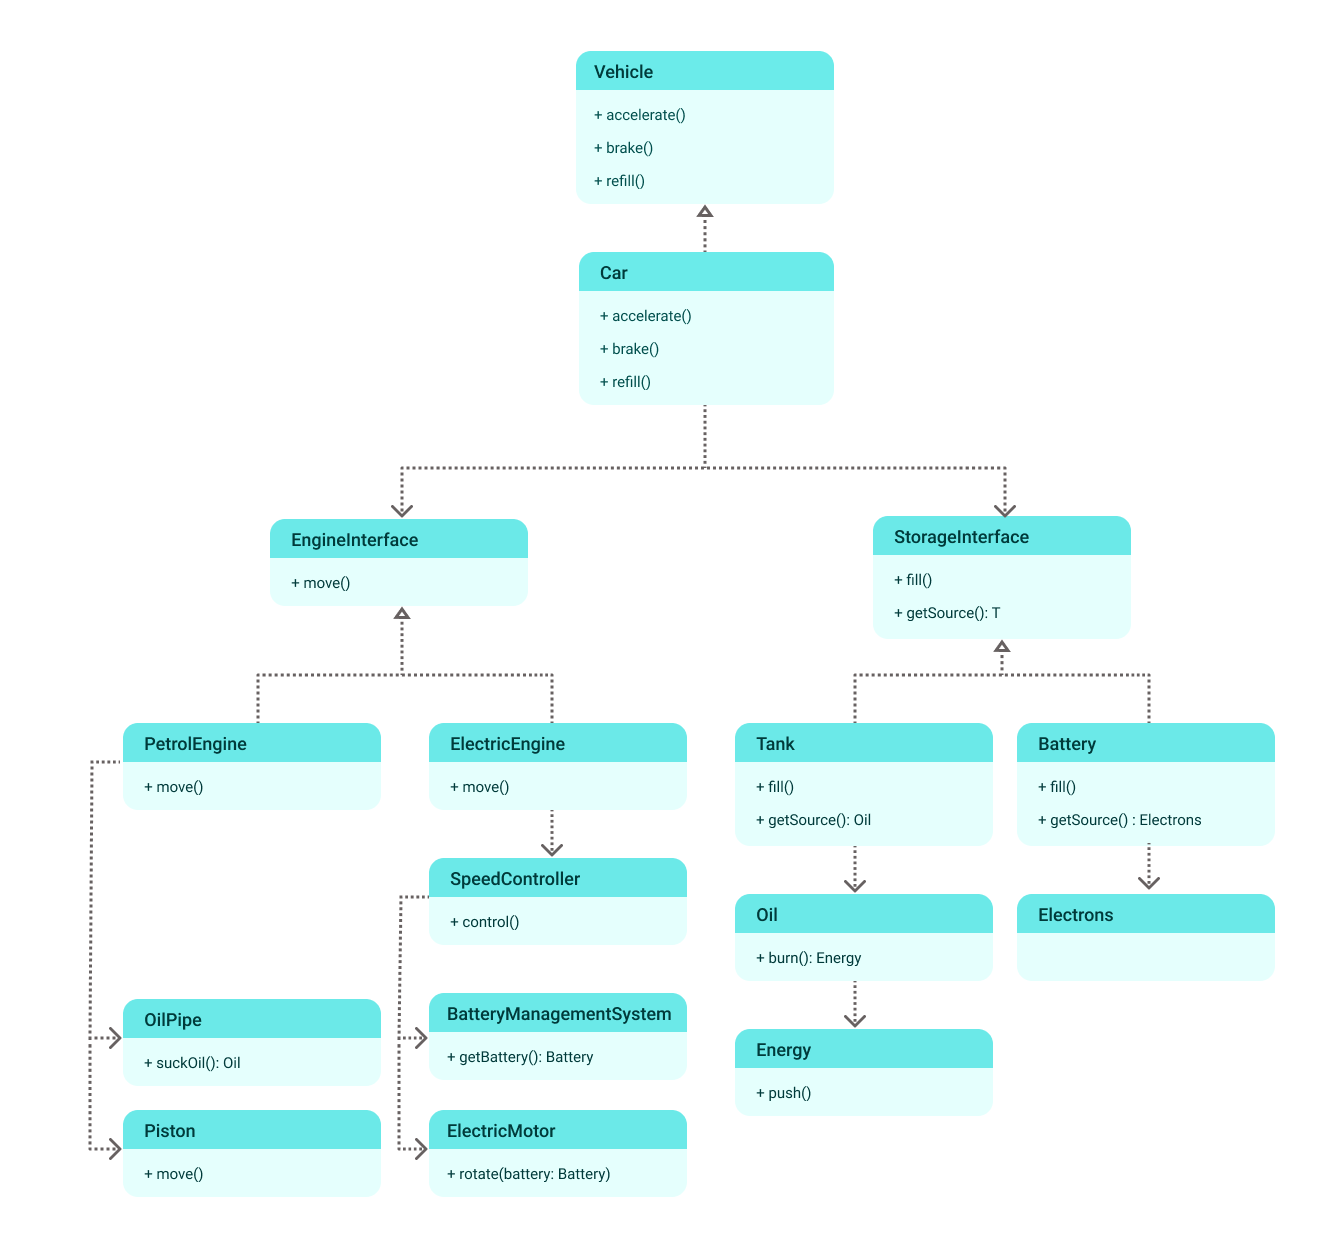 Vehicle
+ accelerate()
+ brake()
+ refill()
Car
+ accelerate()
+ brake()
+ refill()
EngineInterface
+ move()
StorageInterface
+ fill()
+ getSource(): T
PetrolEngine
+ move()
ElectricEngine
+ move()
Tank
+ fill()
+ getSource(): Oil
Battery
+ fill()
+ getSource() : Electrons
SpeedController
+ control()
Oil
+ burn(): Energy
Electrons
OilPipe
+ suckOil(): Oil
BatteryManagementSystem
+ getBattery(): Battery
Energy
+ push()
Piston
+ move()
ElectricMotor
+ rotate(battery: Battery)